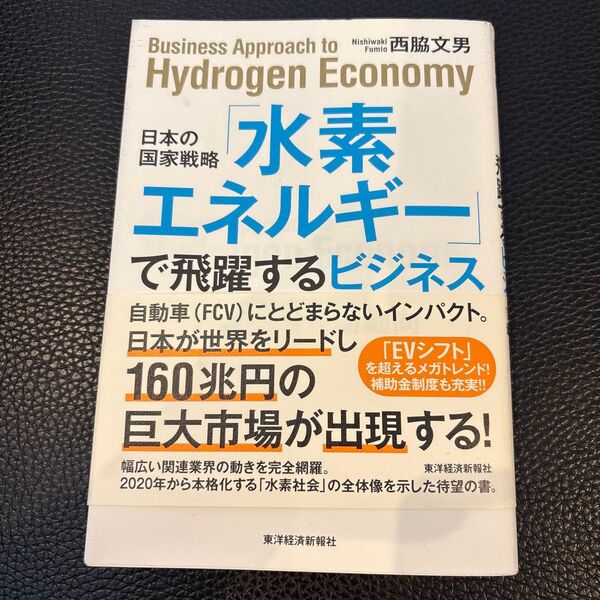 Business Approach to
Hydrogen Economy
Nishiwaki
Fumio
西脇文男
日本の
国家戦略
「水素
エネルギー」
で飛躍するビジネス
自動車（FCV）にとどまらないインパクト。
日本が世界をリードし
160兆円の
巨大市場が出現する！
「EVシフト」
を超えるメガトレンド！
補助金制度も充実!!
幅広い関連業界の動きを完全網羅。
2020年から本格化する「水素社会」の全体像を示した待望の書。
東洋経済新報社
東洋経済新報社